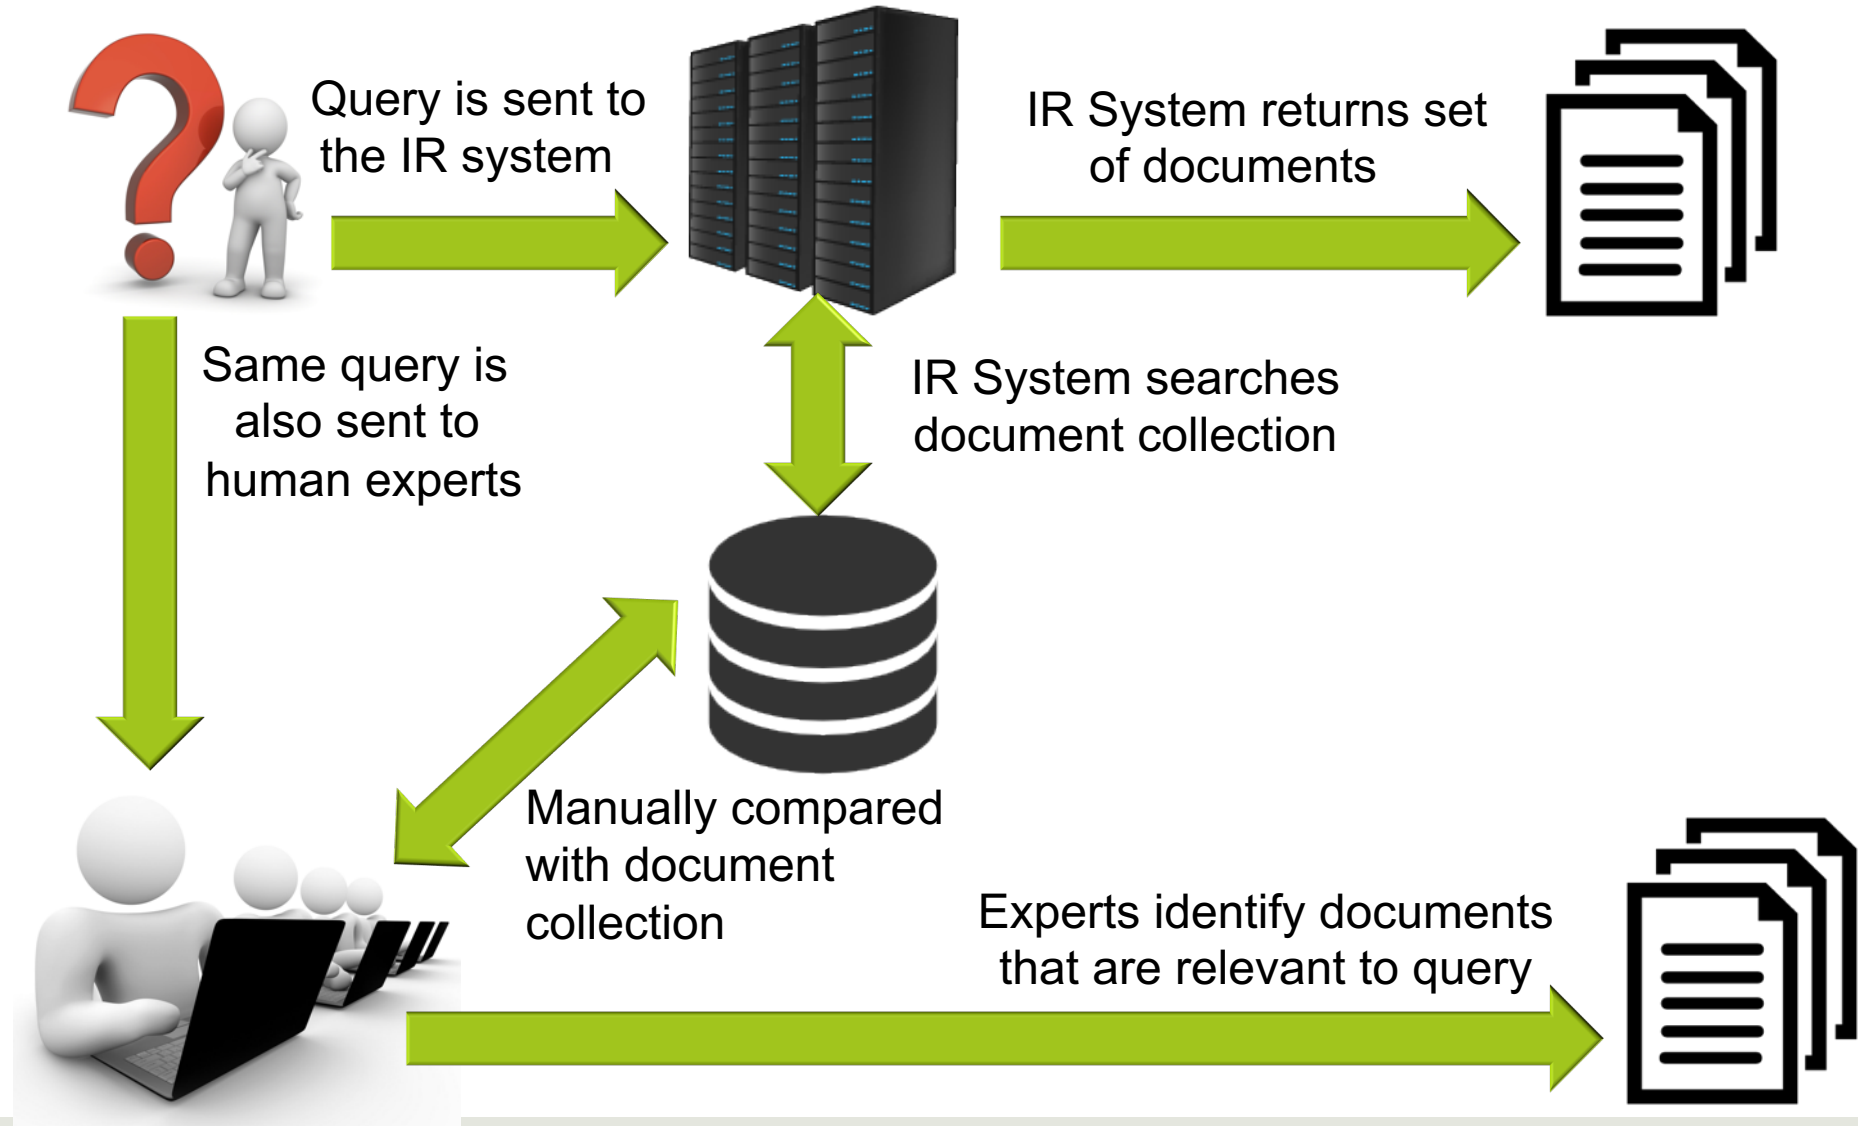 Query is sent to
the IR system
IR System returns set
of documents
Same query is
also sent to
human experts
IR System searches
document collection
Manually compared
with document
collection
Experts identify documents
that are relevant to query